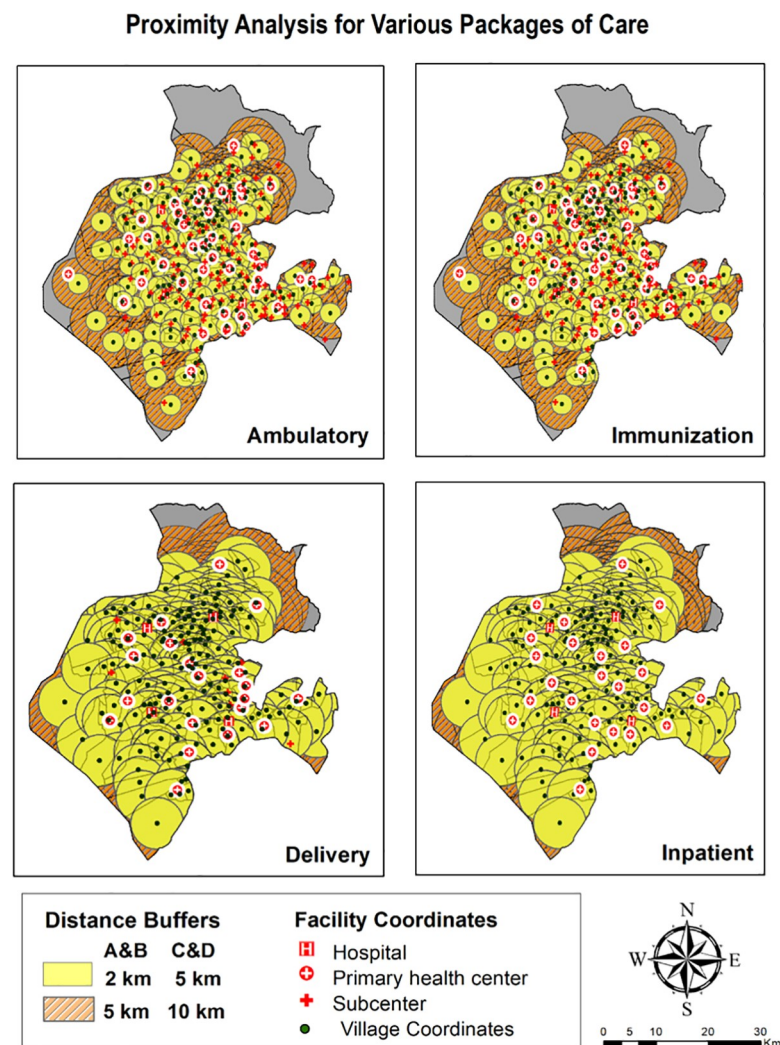 Proximity Analysis for Various Packages of Care
Ambulatory
Immunization
Delivery
Inpatient
Distance Buffers
A&B C&D
2 km 5 km
5 km 10 km
Facility Coordinates
H Hospital
Primary health center
Subcenter
Village Coordinates
N
W E
S
0 5 10 20 30
Km